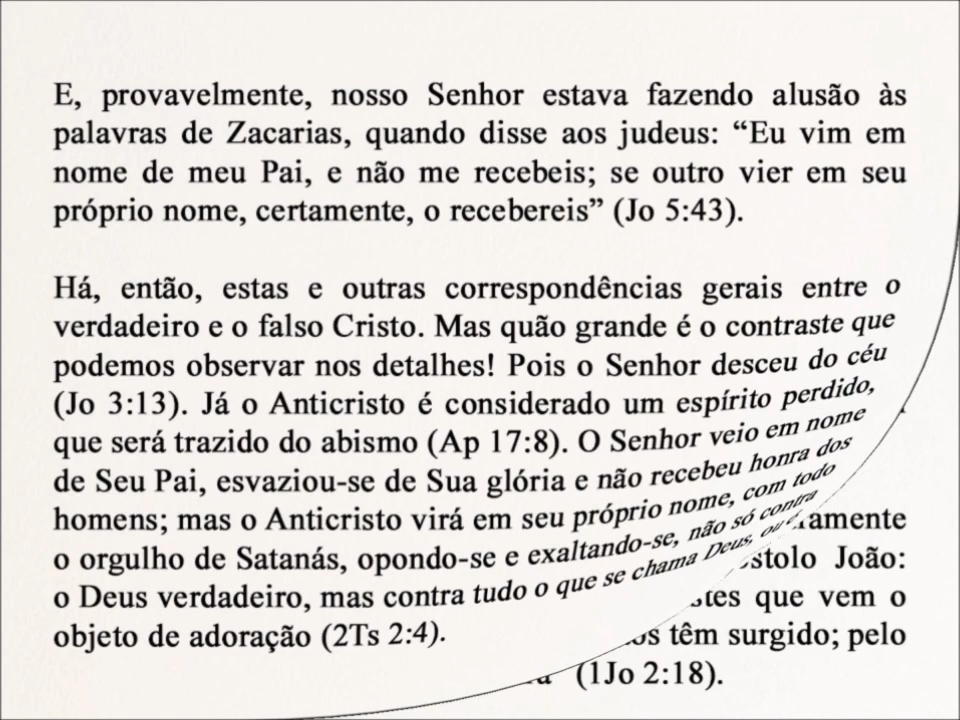 E, provavelmente, nosso Senhor estava fazendo alusão às
palavras de Zacarias, quando disse aos judeus: “Eu vim em
nome de meu Pai, e não me recebeis; se outro vier em seu
próprio nome, certamente, o recebereis” (Jo 5:43).
Há, então, estas e outras correspondências gerais entre o
verdadeiro e o falso Cristo. Mas quão grande é o contraste que
podemos observar nos detalhes! Pois o Senhor desceu do céu
(Jo 3:13). Já o Anticristo é considerado um espírito perdido,
que será trazido do abismo (Ap 17:8). O Senhor veio em nome
de Seu Pai, esvaziou-se de Sua glória e não recebeu honra dos
homens; mas o Anticristo virá em seu próprio nome, com todo
o orgulho de Satanás, opondo-se e exaltando-se, não só contra
o Deus verdadeiro, mas contra tudo o que se chama Deus, ou é
objeto de adoração (2Ts 2:4).
João:
que vem o
têm surgido; pelo
(1Jo 2:18).